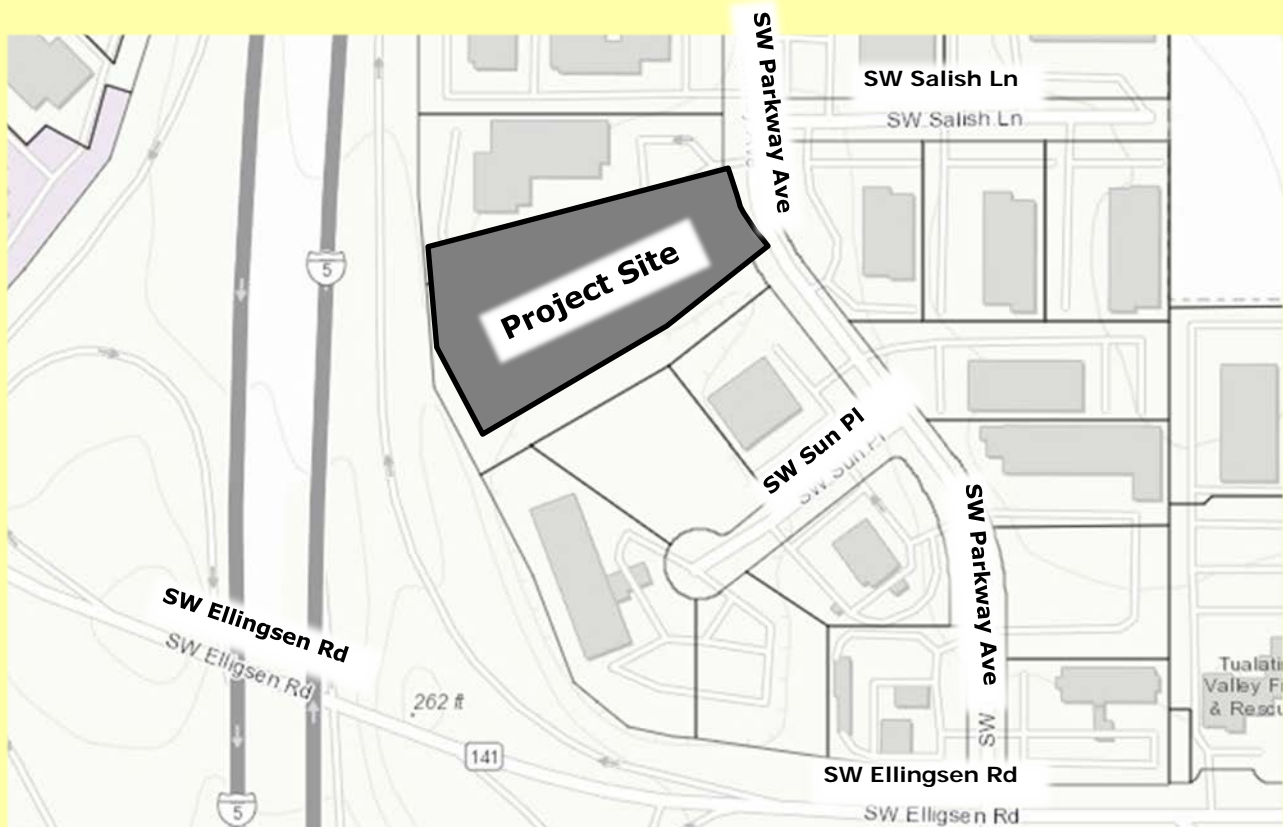 SW Parkway Ave
SW Salish Ln
SW Salish Ln
5
Project Site
SW Sun Pl
SW Sun Pl
SW Parkway Ave
SW Ellingsen Rd
SW Elligsen Rd
262 ft
141
SW
SW Ellingsen Rd
SW Elligsen Rd
5
Valley
&